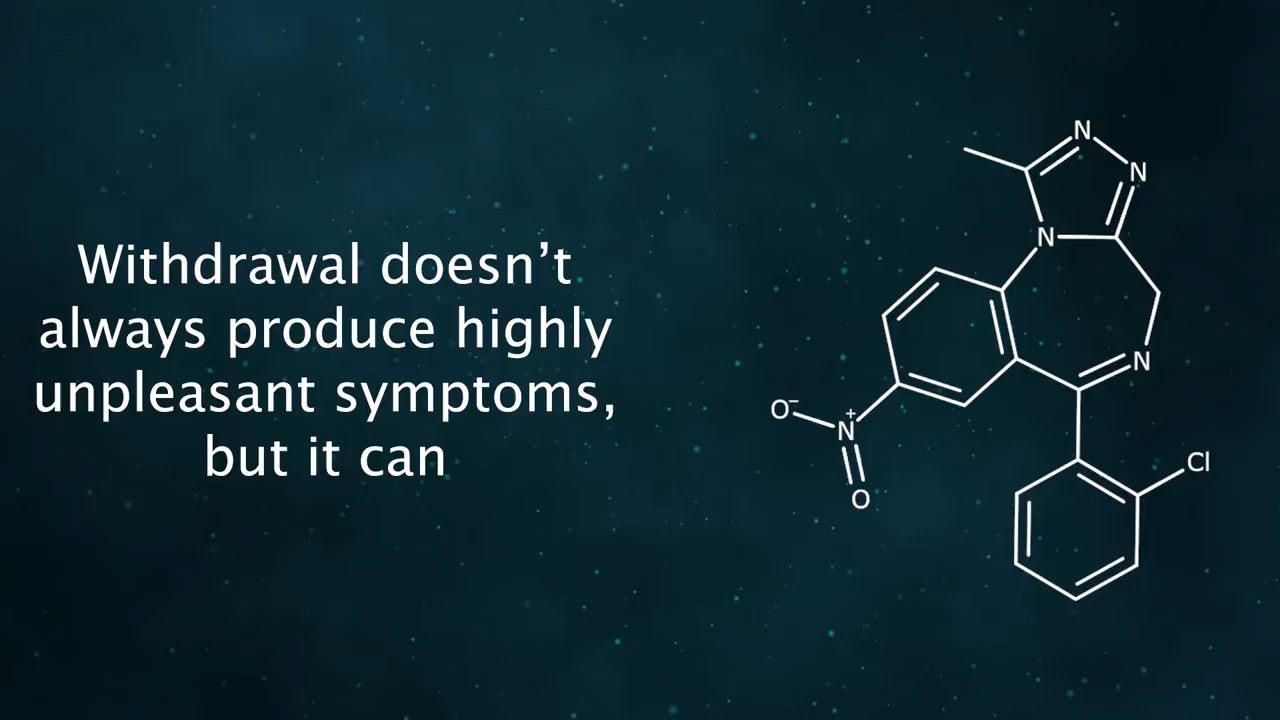 Withdrawal doesn’t
always produce highly
unpleasant symptoms,
but it can
N
N
N
N
O⁻
N⁺
O
Cl